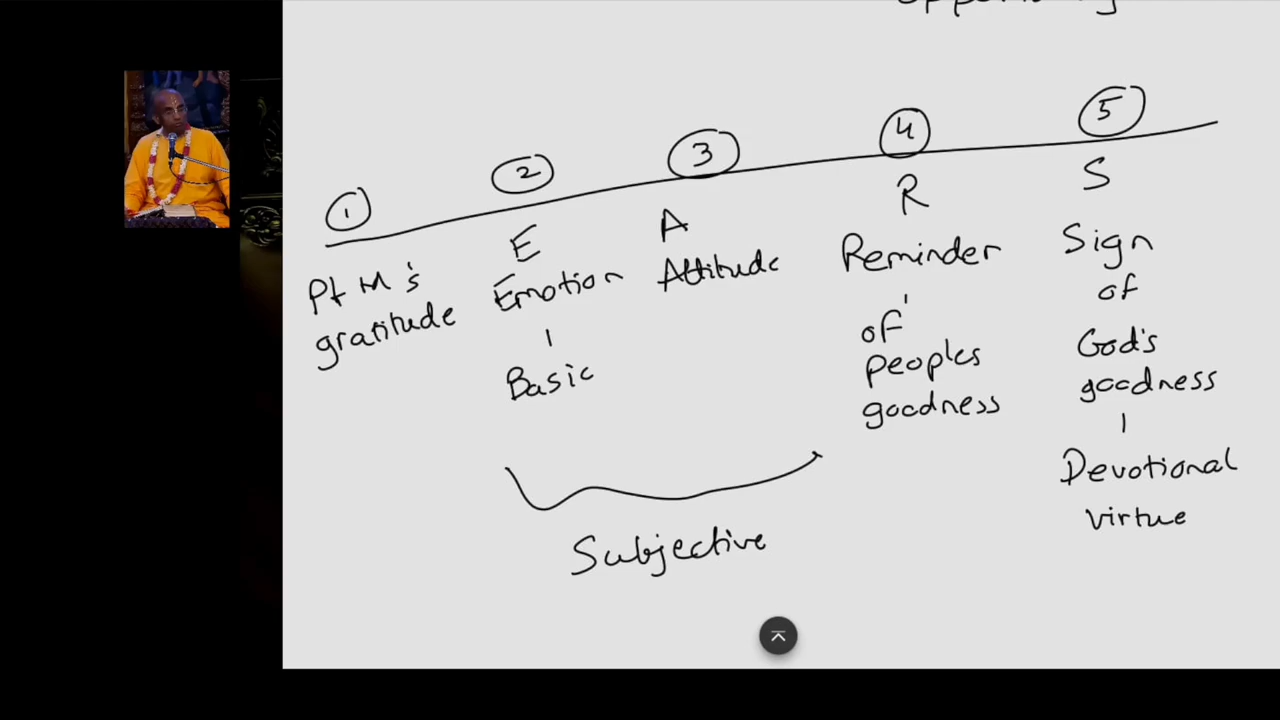 ①
Pt M's
gratitude
②
E
Emotion
Basic
③
A
Attitude
④
R
Reminder
of
peoples
goodness
⑤
S
Sign
of
God's
goodness
Devotional
virtue
Subjective